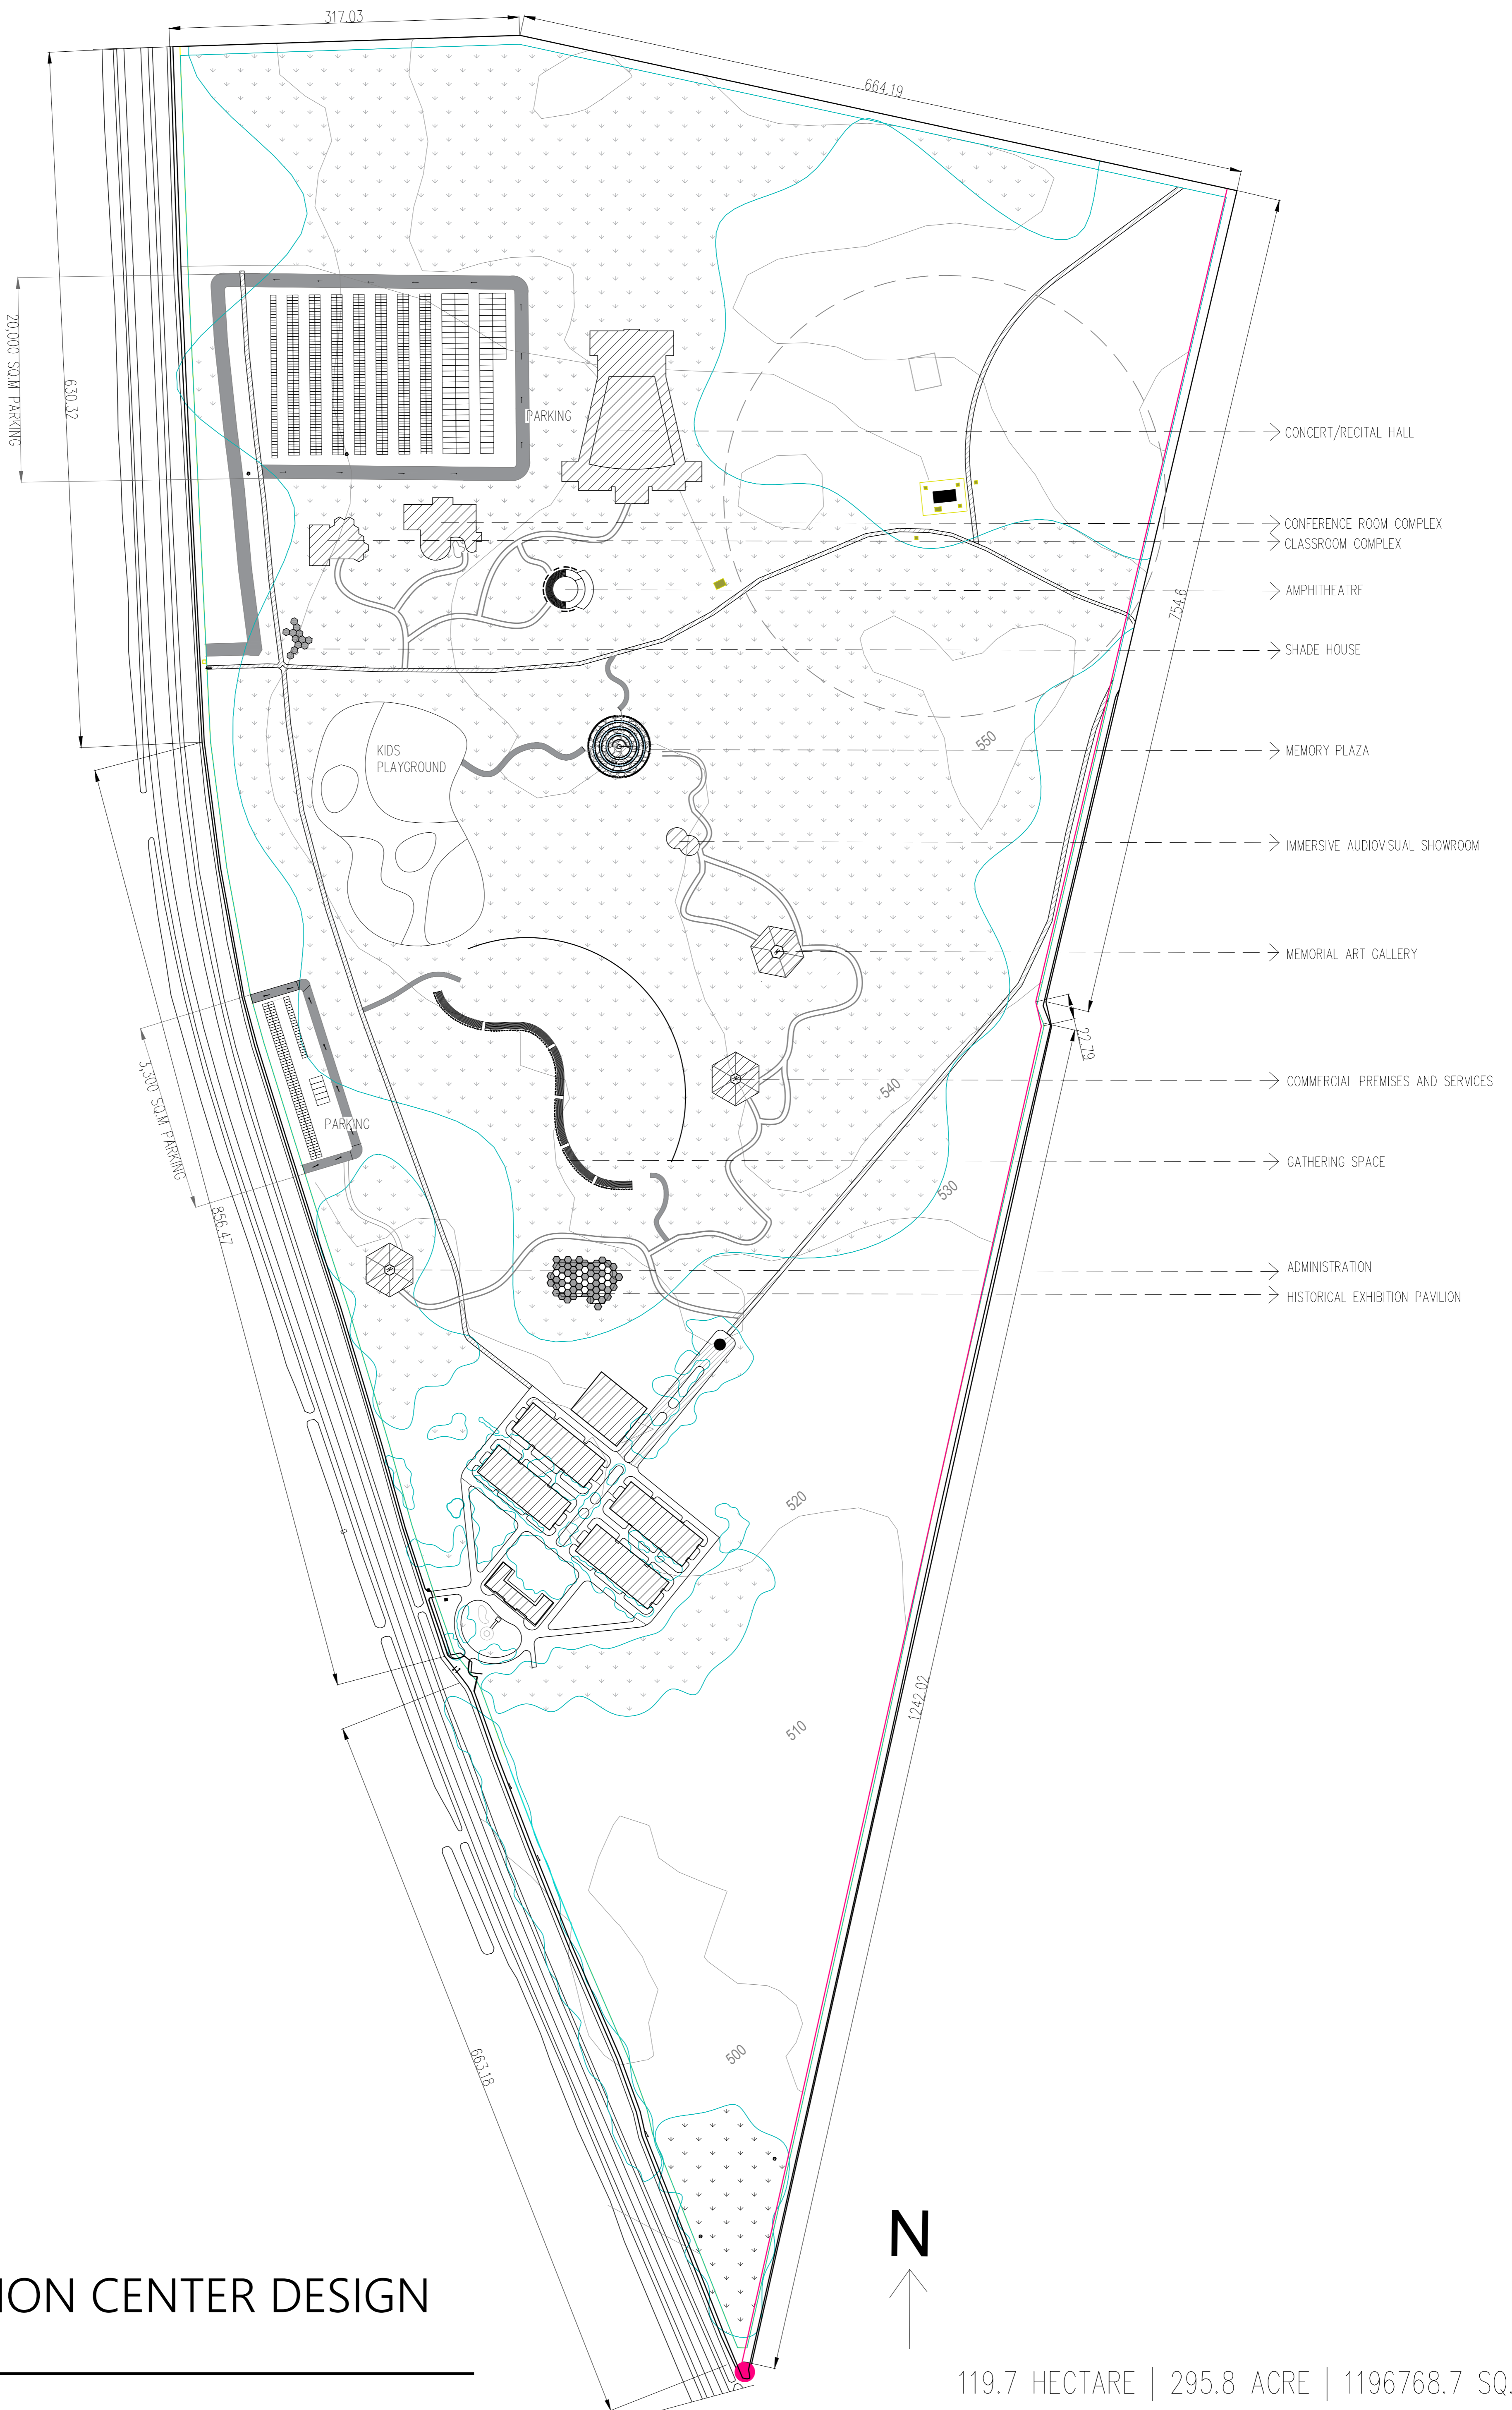 317.03
664.19
20,000 SQ.M PARKING
630.32
PARKING
CONCERT/RECITAL HALL
CONFERENCE ROOM COMPLEX
CLASSROOM COMPLEX
AMPHITHEATRE
754.6
SHADE HOUSE
KIDS
PLAYGROUND
550
MEMORY PLAZA
IMMERSIVE AUDIOVISUAL SHOWROOM
MEMORIAL ART GALLERY
22.79
3,300 SQ.M PARKING
PARKING
540
COMMERCIAL PREMISES AND SERVICES
GATHERING SPACE
530
856.47
ADMINISTRATION
HISTORICAL EXHIBITION PAVILION
520
1242.02
510
500
663.18
N
ION CENTER DESIGN
119.7 HECTARE | 295.8 ACRE | 1196768.7 SQ.